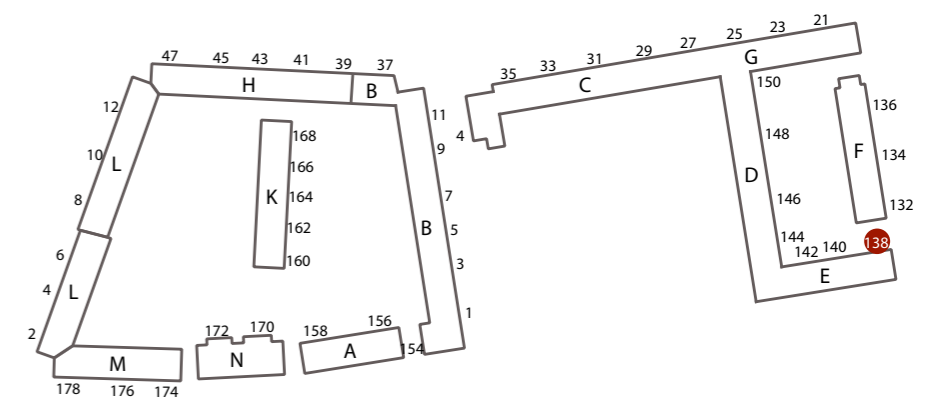 47 45 43 41 39 37
H B
12 10 8 L
6 4 2 L
168 166 164 162 160
K
11 9 7 5 3 1
B
M
178 176 174
172 170
N
158 156 154
A
35 33 31 29 27 25 23 21
4 C G
150 148 146 144
D
142 140 138
E
136 134 132
F